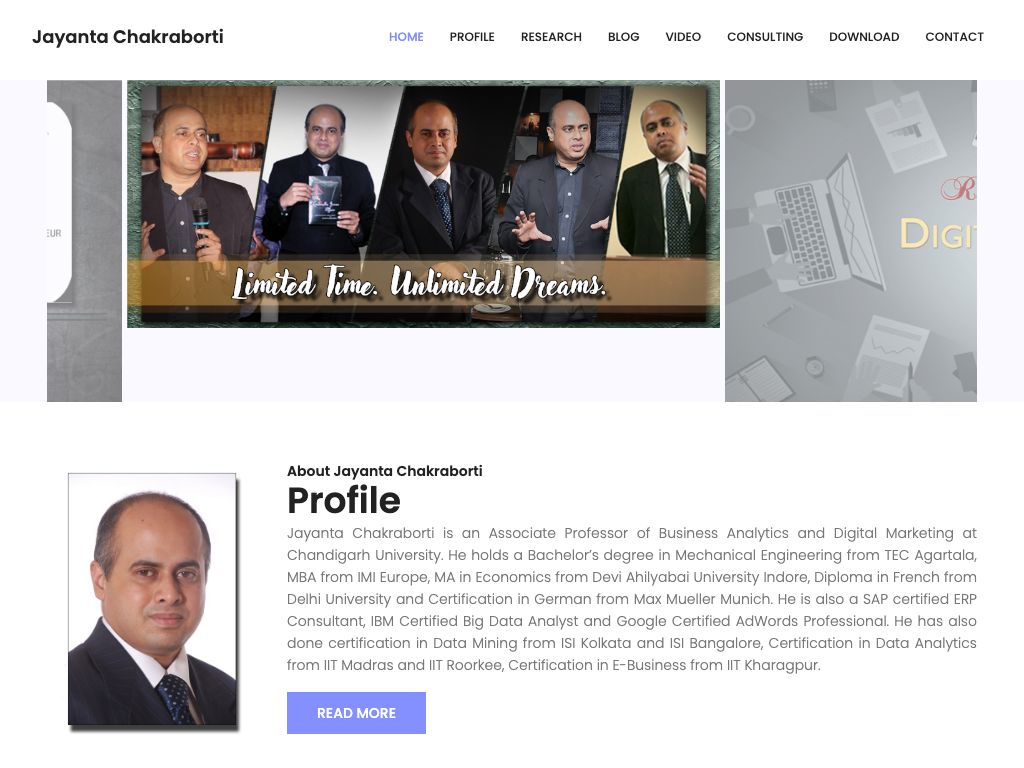 Jayanta Chakraborti
HOME PROFILE RESEARCH BLOG VIDEO CONSULTING DOWNLOAD CONTACT
Limited Time. Unlimited Dreams.
About Jayanta Chakraborti
Profile
Jayanta Chakraborti is an Associate Professor of Business Analytics and Digital Marketing at
Chandigarh University. He holds a Bachelor’s degree in Mechanical Engineering from TEC Agartala,
MBA from IMI Europe, MA in Economics from Devi Ahilyabai University Indore, Diploma in French from
Delhi University and Certification in German from Max Mueller Munich. He is also a SAP certified ERP
Consultant, IBM Certified Big Data Analyst and Google Certified AdWords Professional. He has also
done certification in Data Mining from ISI Kolkata and ISI Bangalore, Certification in Data Analytics
from IIT Madras and IIT Roorkee, Certification in E-Business from IIT Kharagpur.
READ MORE